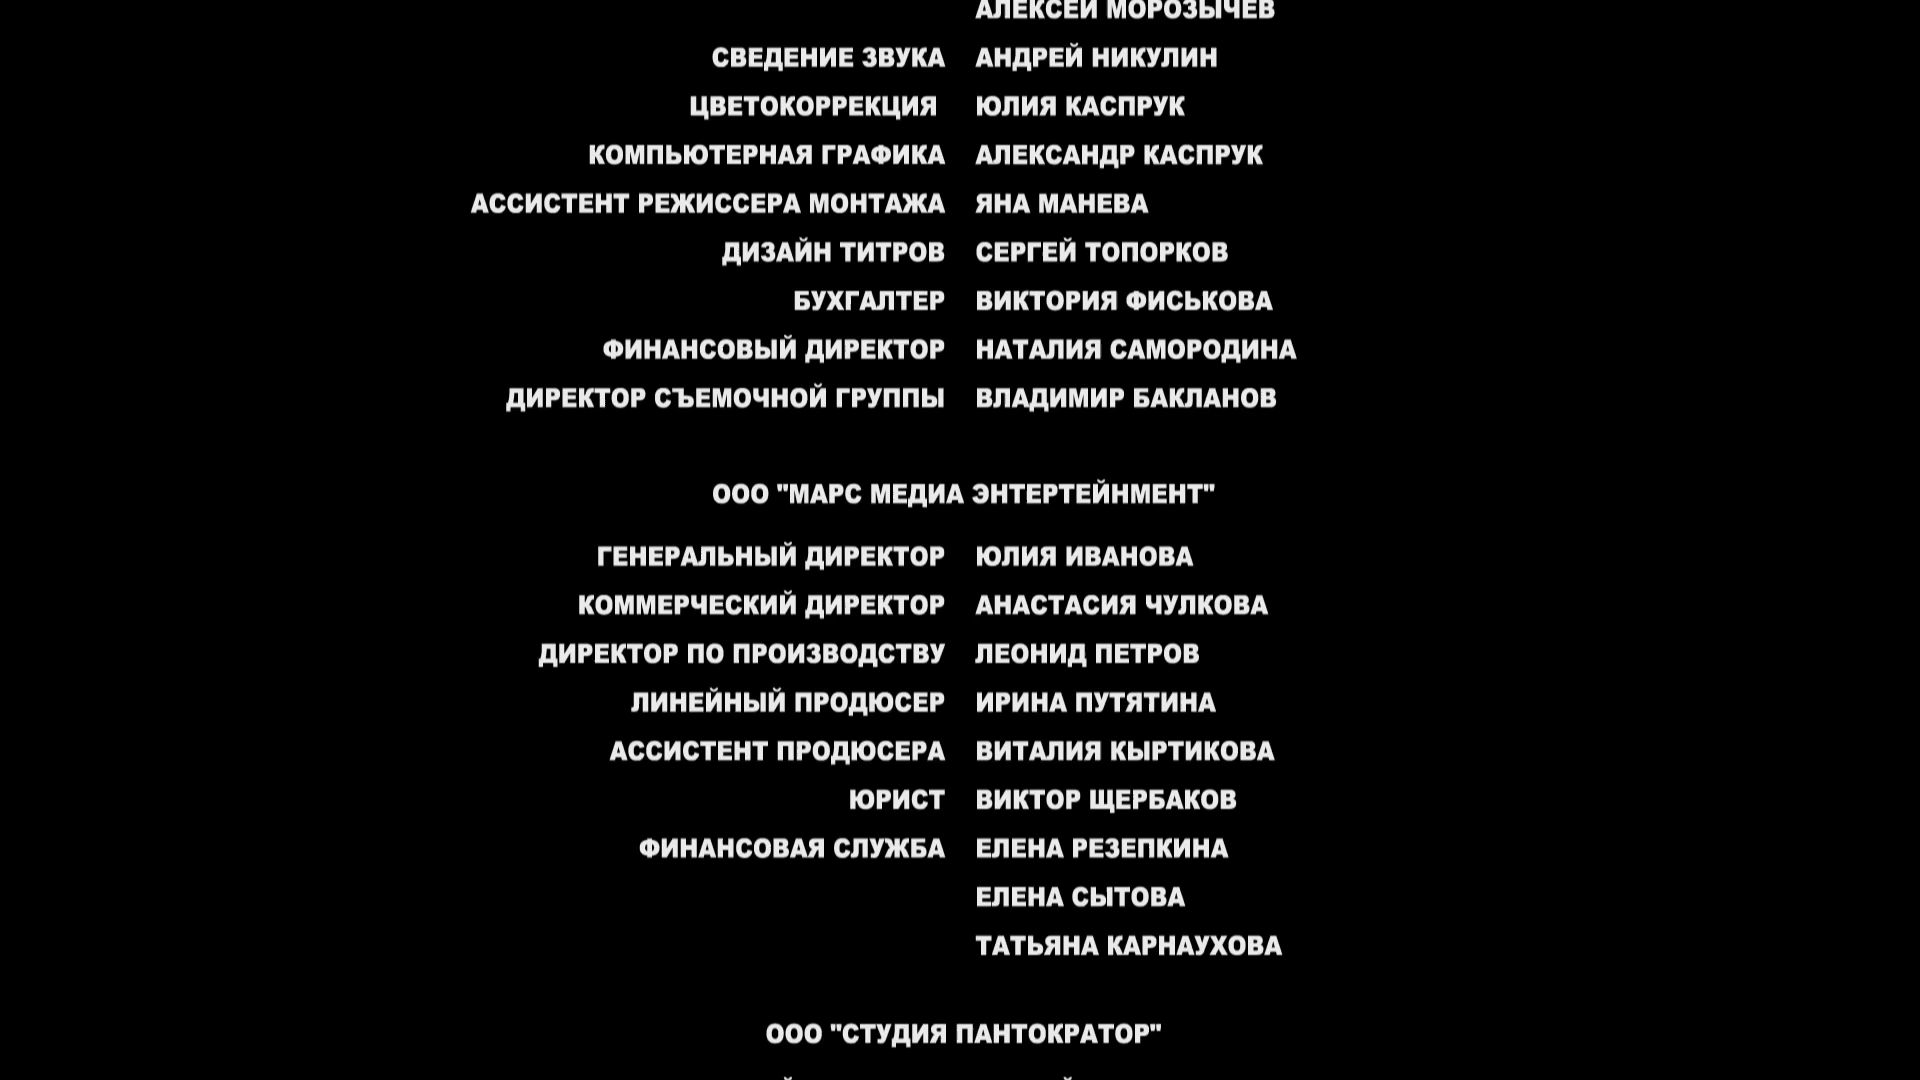 АЛЕКСЕЙ МОРОЗЫЧЕВ
СВЕДЕНИЕ ЗВУКА АНДРЕЙ НИКУЛИН
ЦВЕТОКОРРЕКЦИЯ ЮЛИЯ КАСПРУК
КОМПЬЮТЕРНАЯ ГРАФИКА АЛЕКСАНДР КАСПРУК
АССИСТЕНТ РЕЖИССЕРА МОНТАЖА ЯНА МАНЕВА
ДИЗАЙН ТИТРОВ СЕРГЕЙ ТОПОРКОВ
БУХГАЛТЕР ВИКТОРИЯ ФИСЬКОВА
ФИНАНСОВЫЙ ДИРЕКТОР НАТАЛИЯ САМОРОДИНА
ДИРЕКТОР СЪЕМОЧНОЙ ГРУППЫ ВЛАДИМИР БАКЛАНОВ
ООО "МАРС МЕДИА ЭНТЕРТЕЙНМЕНТ"
ГЕНЕРАЛЬНЫЙ ДИРЕКТОР ЮЛИЯ ИВАНОВА
КОММЕРЧЕСКИЙ ДИРЕКТОР АНАСТАСИЯ ЧУЛКОВА
ДИРЕКТОР ПО ПРОИЗВОДСТВУ ЛЕОНИД ПЕТРОВ
ЛИНЕЙНЫЙ ПРОДЮСЕР ИРИНА ПУТЯТИНА
АССИСТЕНТ ПРОДЮСЕРА ВИТАЛИЯ КЫРТИКОВА
ЮРИСТ ВИКТОР ЩЕРБАКОВ
ФИНАНСОВАЯ СЛУЖБА ЕЛЕНА РЕЗЕПКИНА
ЕЛЕНА СЫТОВА
ТАТЬЯНА КАРНАУХОВА
ООО "СТУДИЯ ПАНТОКРАТОР"